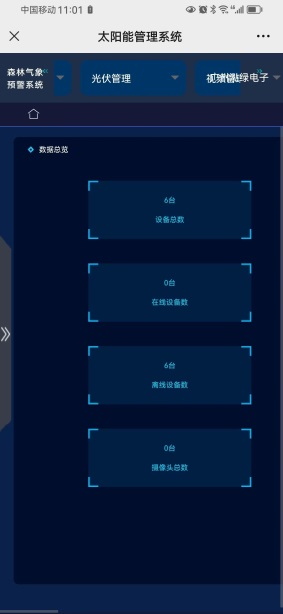 中国移动 11:01
太阳能管理系统
森林气象
预警系统
光伏管理
数据总览
6台
设备总数
0台
在线设备数
6台
离线设备数
0台
摄像头总数